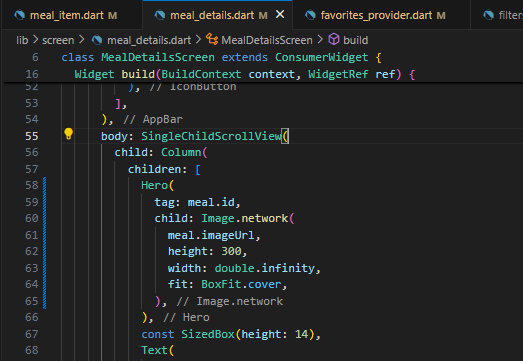 meal_item.dart meal_details.dart X favorites_provider.dart filters
lib > screen > meal_details.dart > MealDetailsScreen > build
6 class MealDetailsScreen extends ConsumerWidget {
16 Widget build(BuildContext context, WidgetRef ref) {
52 ), // IconButton
53 ],
54 ), // AppBar
55 body: SingleChildScrollView(
56 child: Column(
57 children: [
58 Hero(
59 tag: meal.id,
60 child: Image.network(
61 meal.imageUrl,
62 height: 300,
63 width: double.infinity,
64 fit: BoxFit.cover,
65 ), // Image.network
66 ), // Hero
67 const SizedBox(height: 14),
68 Text(